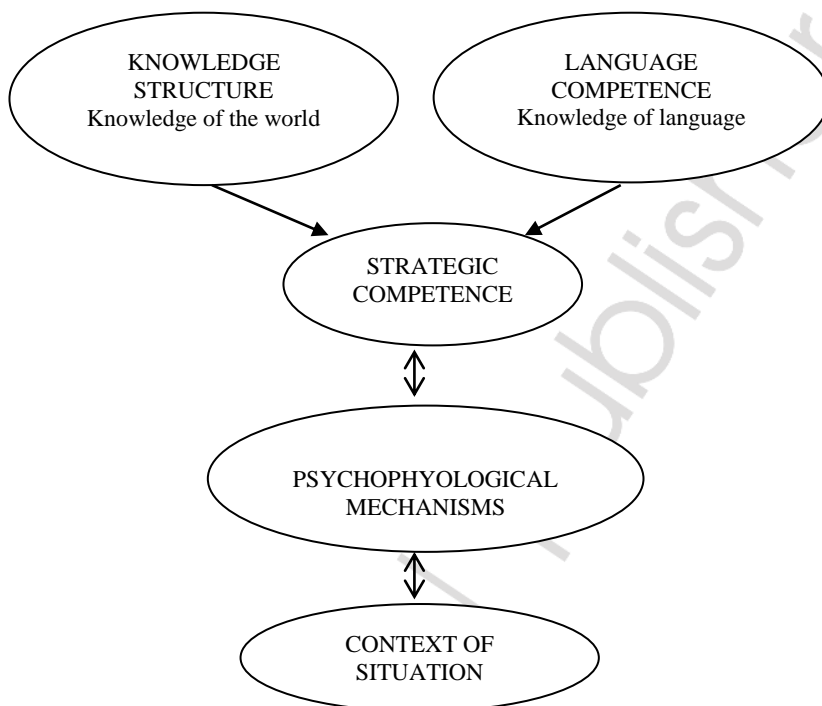 KNOWLEDGE
STRUCTURE
Knowledge of the world
LANGUAGE
COMPETENCE
Knowledge of language
STRATEGIC
COMPETENCE
PSYCHOPHYOLOGICAL
MECHANISMS
CONTEXT OF
SITUATION